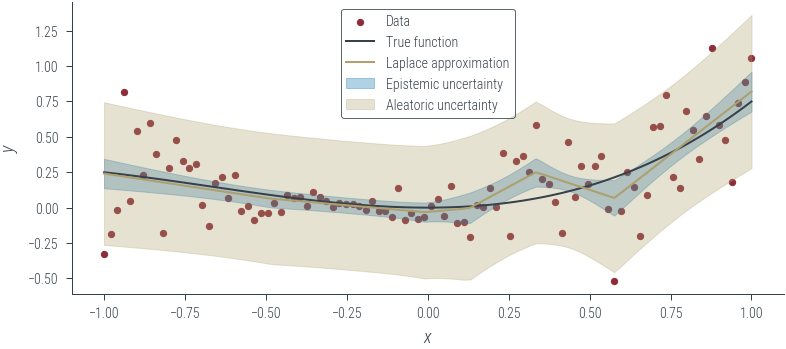 Data
True function
Laplace approximation
Epistemic uncertainty
Aleatoric uncertainty
1.25
1.00
0.75
0.50
0.25
0.00
−0.25
−0.50
y
−1.00 −0.75 −0.50 −0.25 0.00 0.25 0.50 0.75 1.00
x